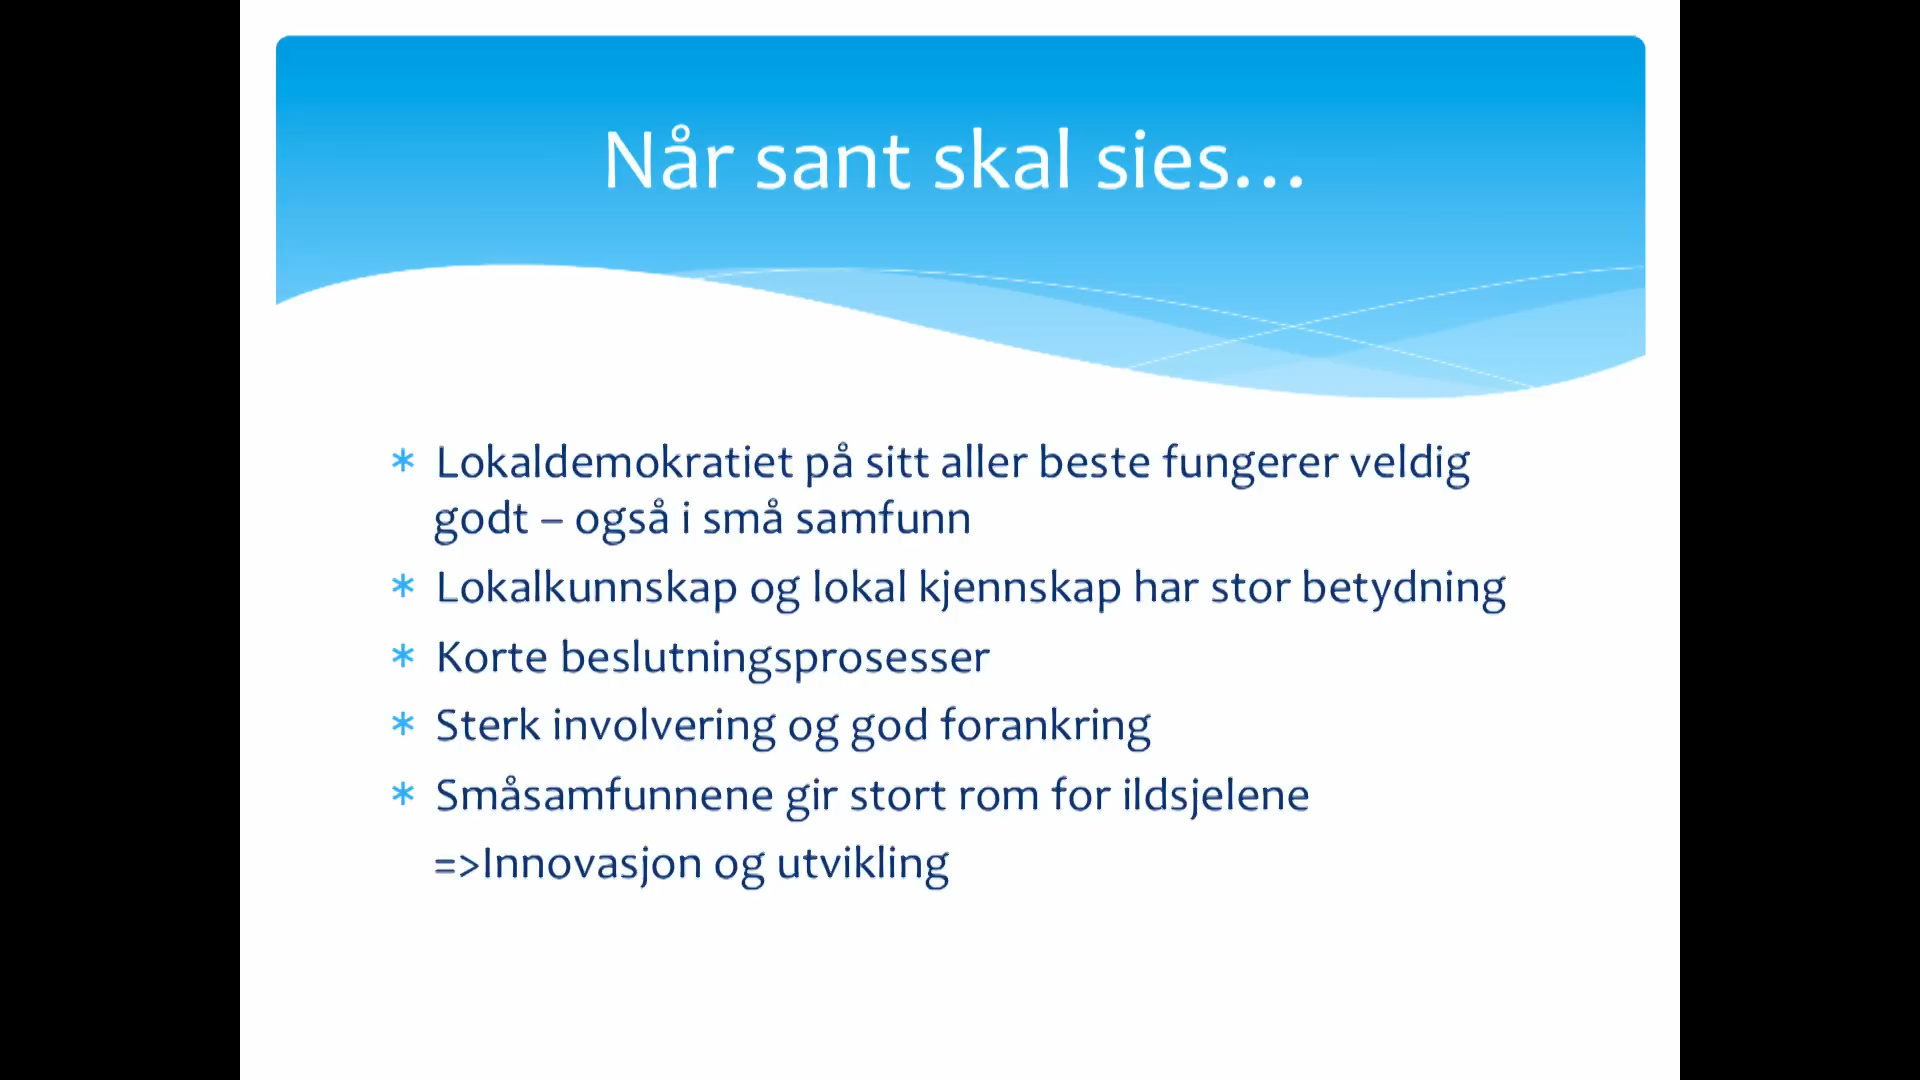 Når sant skal sies...
* Lokaldemokratiet på sitt aller beste fungerer veldig
godt – også i små samfunn
* Lokalkunnskap og lokal kjennskap har stor betydning
* Korte beslutningsprosesser
* Sterk involvering og god forankring
* Småsamfunnene gir stort rom for ildsjelene
=>Innovasjon og utvikling